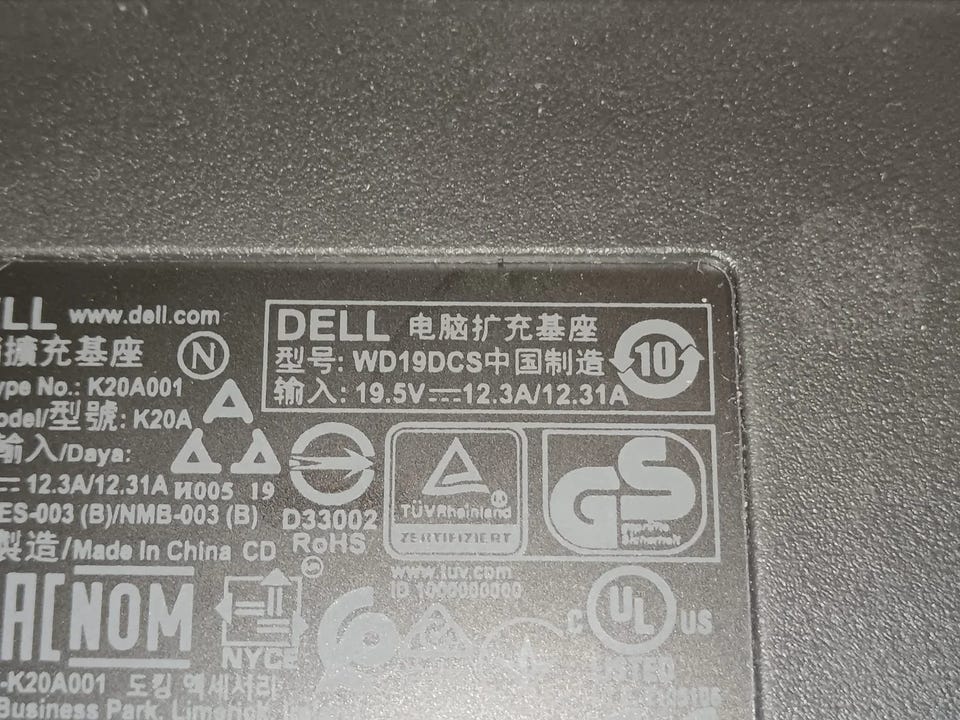 LL www.dell.com
擴充基座 N
ype No.: K20A001
odel/型號: K20A
輸入/Daya:
12.3A/12.31A И005 19
ES-003 (B)/NMB-003 (B)
製造/Made In China CD
D33002
RoHS
DELL 电脑扩充基座
型号: WD19DCS中国制造
输入: 19.5V⎓12.3A/12.31A
10
TÜVRheinland
ZERTIFIZIERT
GS
www.tuv.com
ID 1000000000
NOM
NYCE
C UL US
LISTED
-K20A001 도킹 액세서리
Business Park, Limerick,